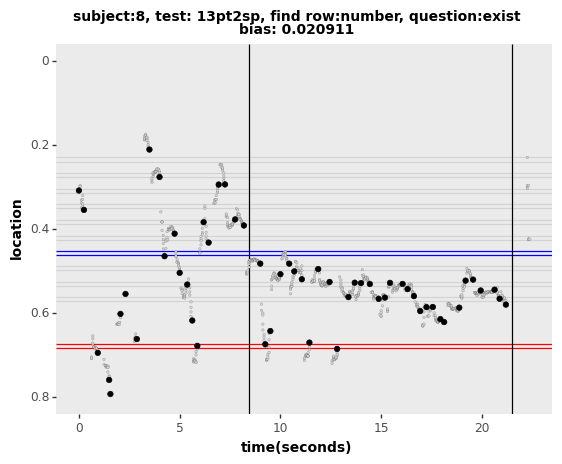 subject:8, test: 13pt2sp, find row:number, question:exist
bias: 0.020911
0
0.2
0.4
0.6
0.8
location
0
5
10
15
20
time(seconds)